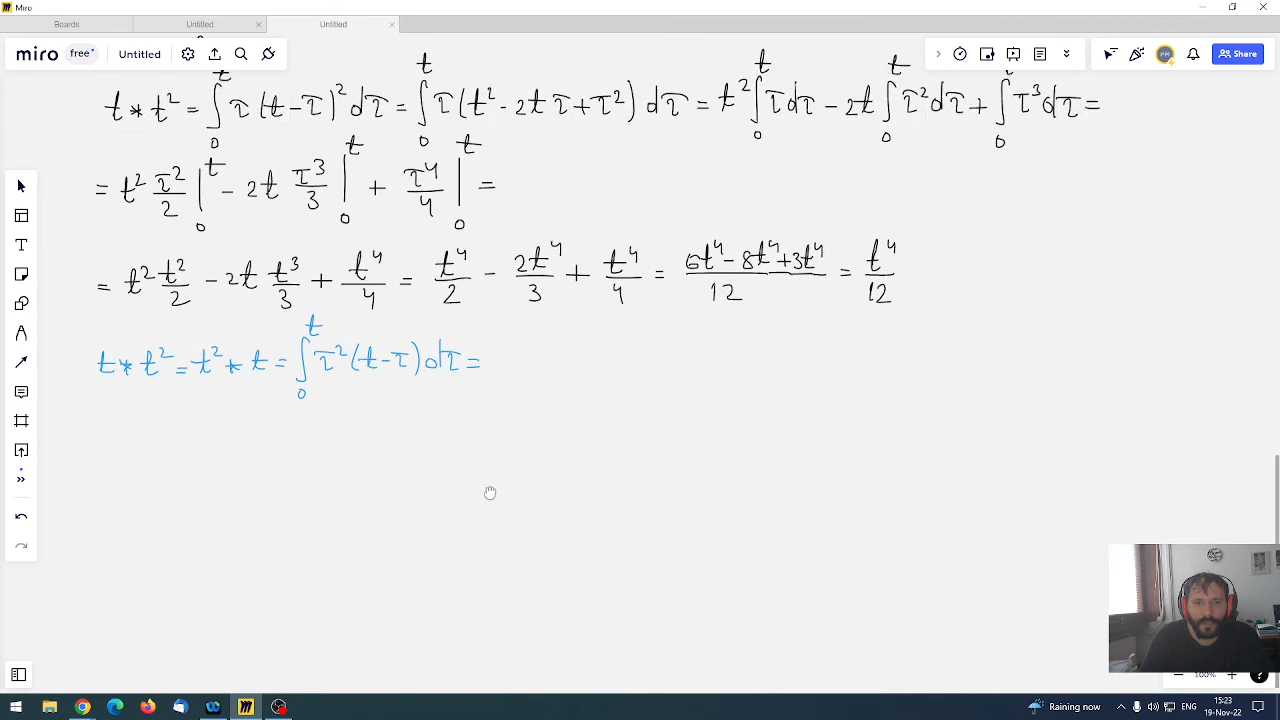 Miro
Boards
Untitled
Untitled
miro
free
Untitled
Share
t * t² = ∫₀ᵗ τ (t-τ)² dτ = ∫₀ᵗ τ(t² - 2tτ + τ²) dτ = t² ∫₀ᵗ τdτ - 2t ∫₀ᵗ τ² dτ + ∫₀ᵗ τ³ dτ =
= t² τ²/2 |₀ᵗ - 2t τ³/3 |₀ᵗ + τ⁴/4 |₀ᵗ =
= t² t²/2 - 2t t³/3 + t⁴/4 = t⁴/2 - 2t⁴/3 + t⁴/4 = (6t⁴ - 8t⁴ + 3t⁴)/12 = t⁴/12
t * t² = t² * t = ∫₀ᵗ τ² (t-τ) dτ =
100%
Raining now
ENG
15:23
19-Nov-22